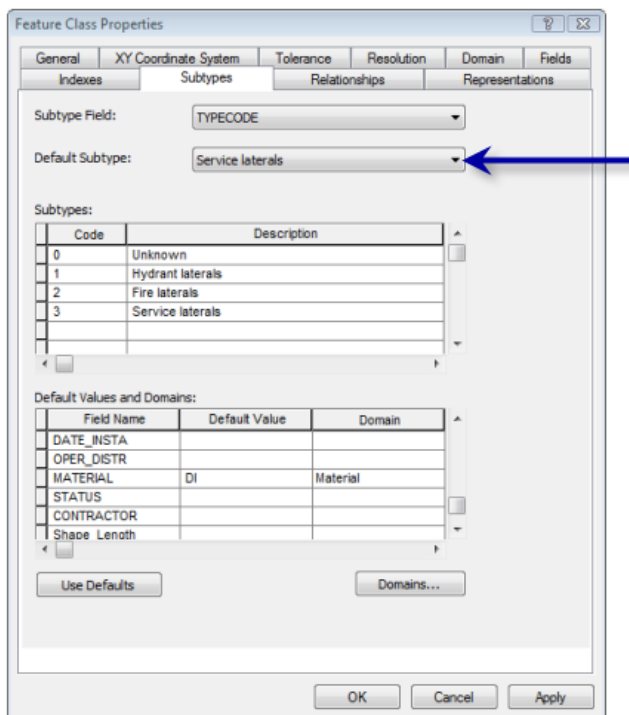 Feature Class Properties
General XY Coordinate System Tolerance Resolution Domain Fields
Indexes Subtypes Relationships Representations
Subtype Field: TYPECODE
Default Subtype: Service laterals
Subtypes:
Code Description
0 Unknown
1 Hydrant laterals
2 Fire laterals
3 Service laterals
Default Values and Domains:
Field Name Default Value Domain
DATE_INSTA
OPER_DISTR
MATERIAL DI Material
STATUS
CONTRACTOR
Shape_Length
Use Defaults Domains...
OK Cancel Apply